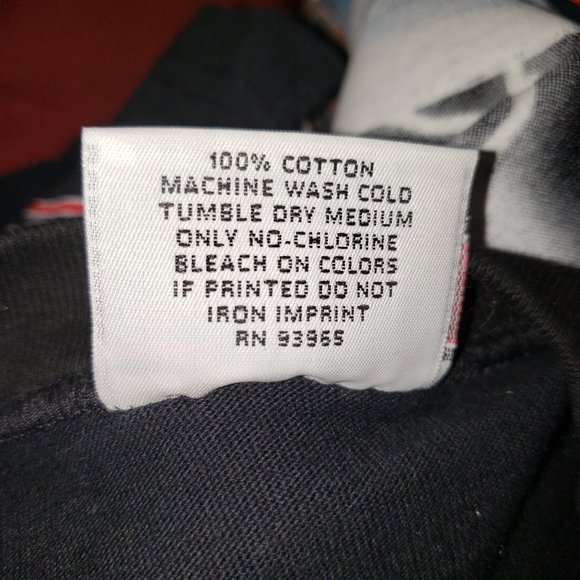 100% COTTON
MACHINE WASH COLD
TUMBLE DRY MEDIUM
ONLY NO-CHLORINE
BLEACH ON COLORS
IF PRINTED DO NOT
IRON IMPRINT
RN 93965